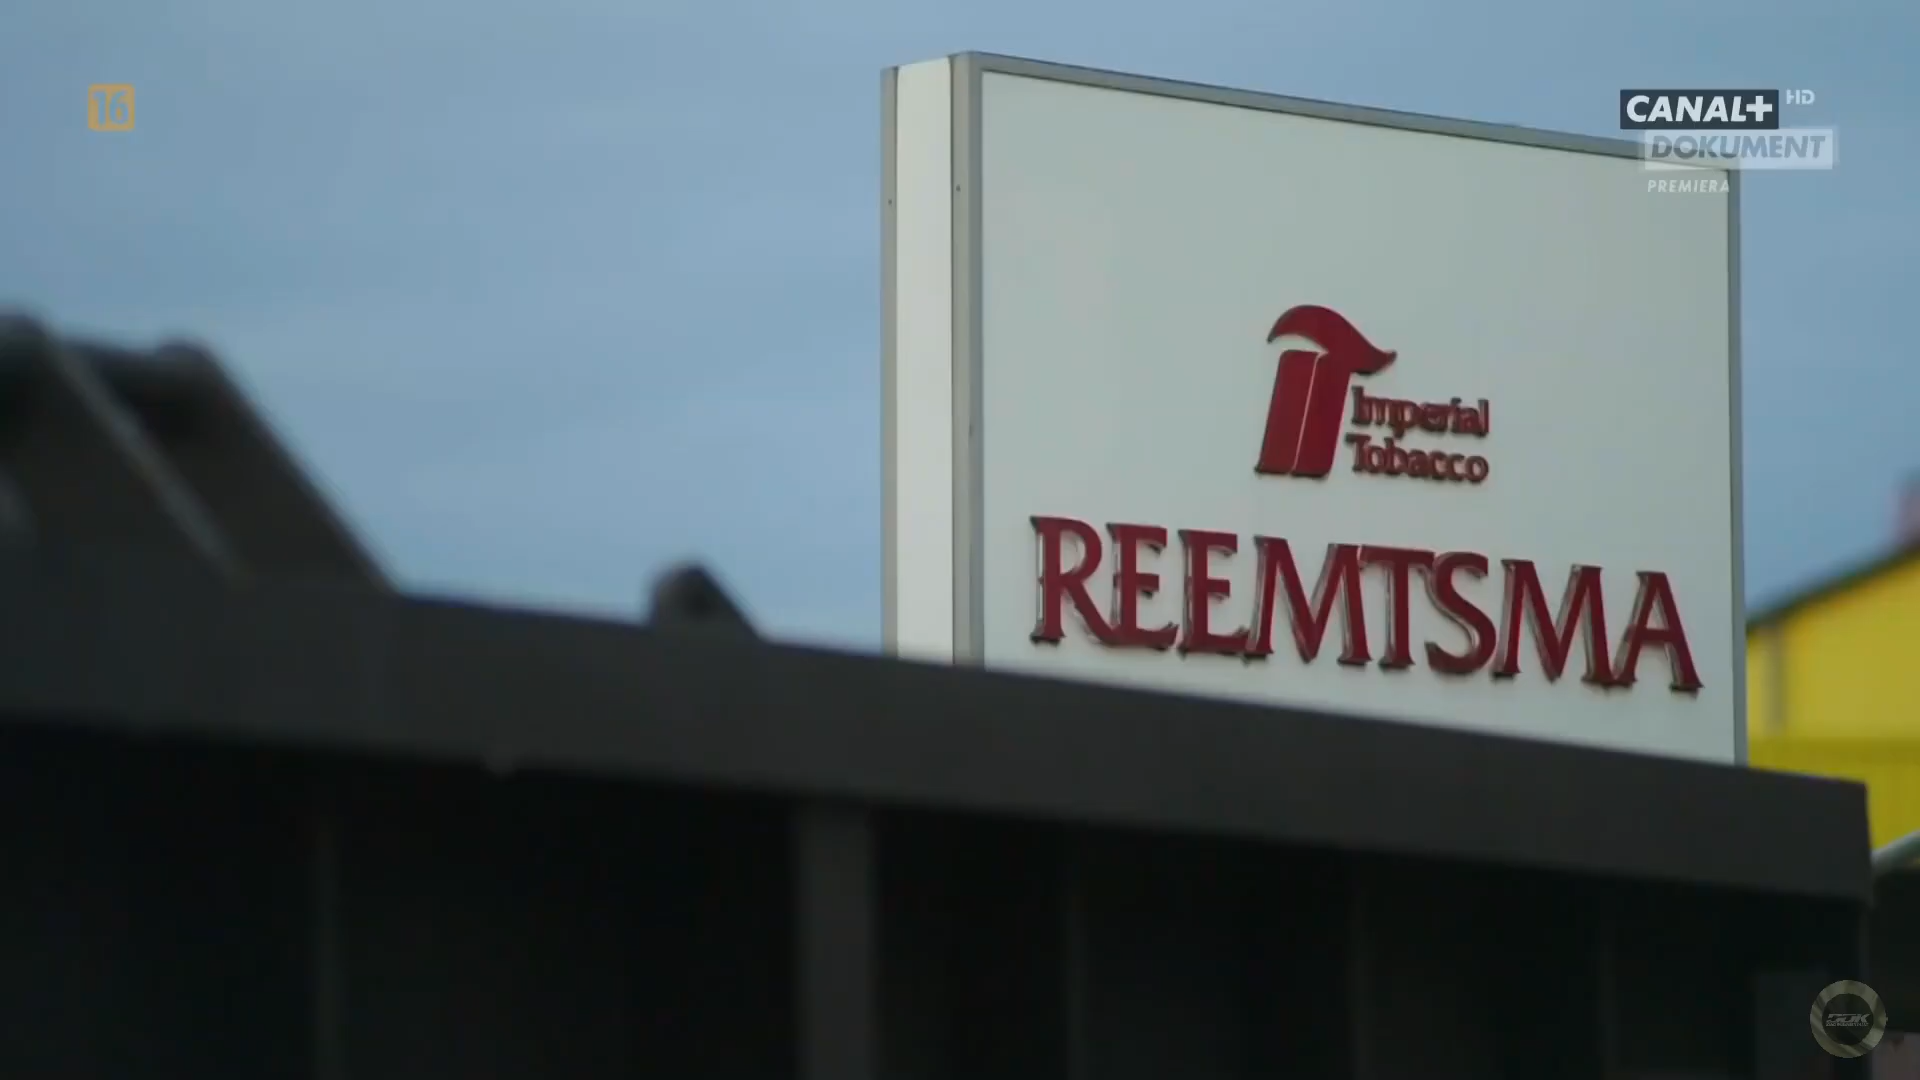 16
CANAL+ HD
DOKUMENT
PREMIERA
Imperial
Tobacco
REEMTSMA